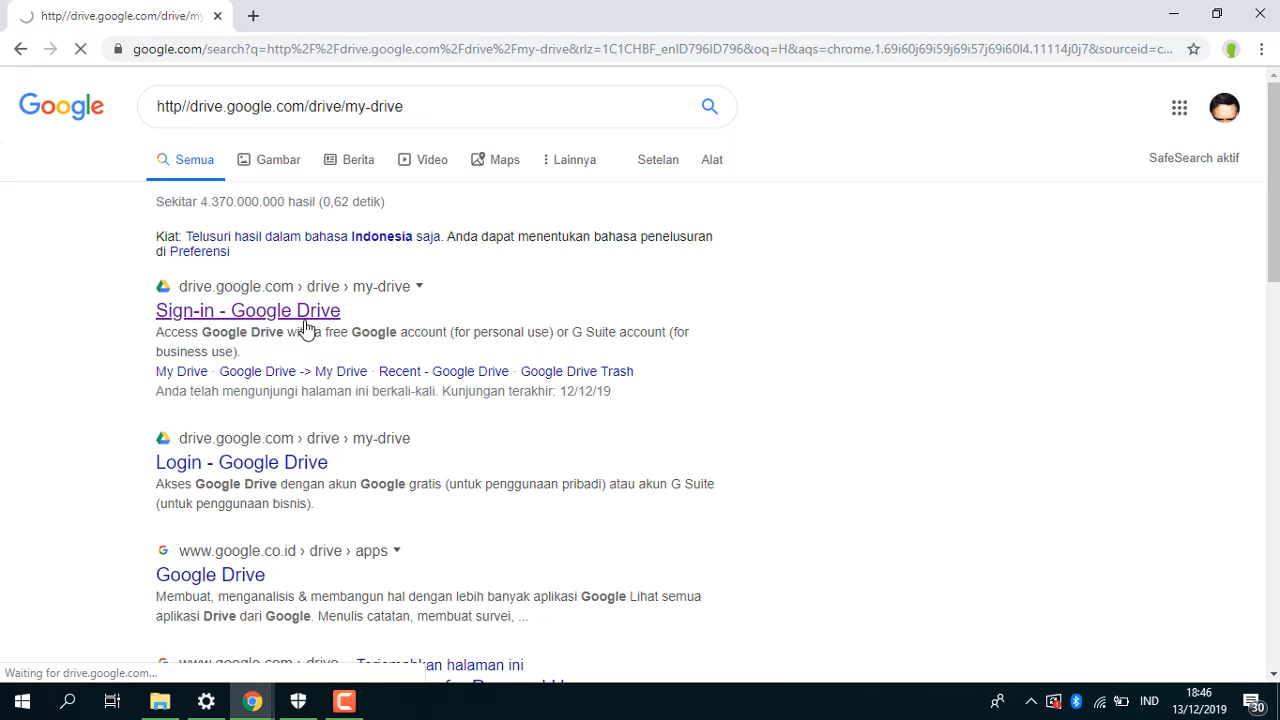 http://drive.google.com/drive/my
google.com/search?q=http%2F%2Fdrive.google.com%2Fdrive%2Fmy-drive&rlz=1C1CHBF_enID796ID796&oq=H&aqs=chrome.1.69i60j69i59j69i57j69i60l4.11114j0j7&sourceid=c...
Google
http//drive.google.com/drive/my-drive
Semua Gambar Berita Video Maps Lainnya Setelan Alat
SafeSearch aktif
Sekitar 4.370.000.000 hasil (0,62 detik)
Kiat: Telusuri hasil dalam bahasa Indonesia saja. Anda dapat menentukan bahasa penelusuran
di Preferensi
drive.google.com › drive › my-drive
Sign-in - Google Drive
Access Google Drive a free Google account (for personal use) or G Suite account (for
business use).
My Drive · Google Drive -> My Drive · Recent - Google Drive · Google Drive Trash
Anda telah mengunjungi halaman ini berkali-kali. Kunjungan terakhir: 12/12/19
drive.google.com › drive › my-drive
Login - Google Drive
Akses Google Drive dengan akun Google gratis (untuk penggunaan pribadi) atau akun G Suite
(untuk penggunaan bisnis).
www.google.co.id › drive › apps
Google Drive
Membuat, menganalisis & membangun hal dengan lebih banyak aplikasi Google Lihat semua
aplikasi Drive dari Google. Menulis catatan, membuat survei, ...
www.google.com › drive Terjemahkan halaman ini
Waiting for drive.google.com...
IND
18:46
13/12/2019
30